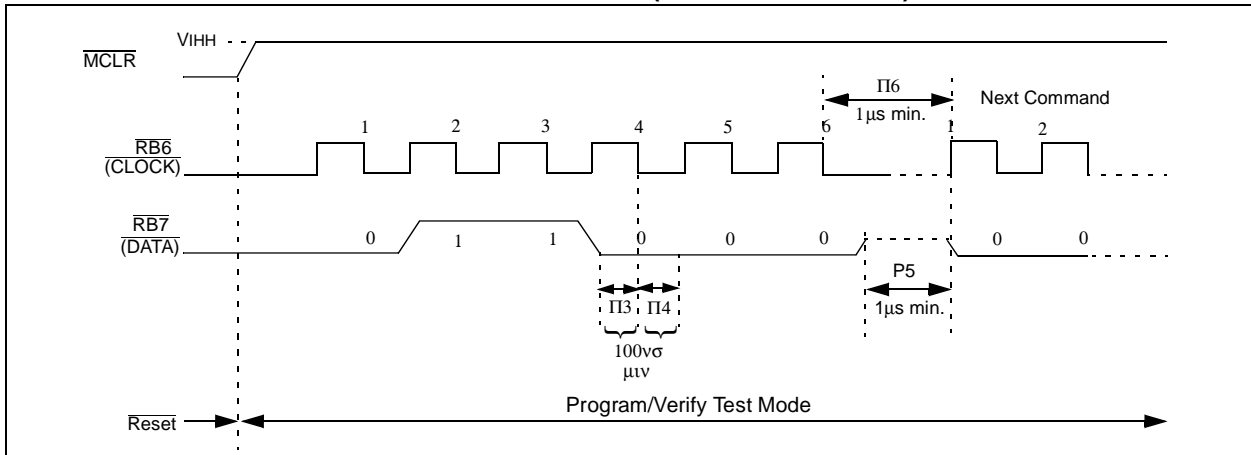 VIHH
MCLR
Π6
1μs min.
Next Command
1 2 3 4 5 6 1 2
RB6
(CLOCK)
RB7
(DATA)
0 1 1 0 0 0 0 0
P5
1μs min.
Π3 Π4
100νσ
μιν
Program/Verify Test Mode
Reset